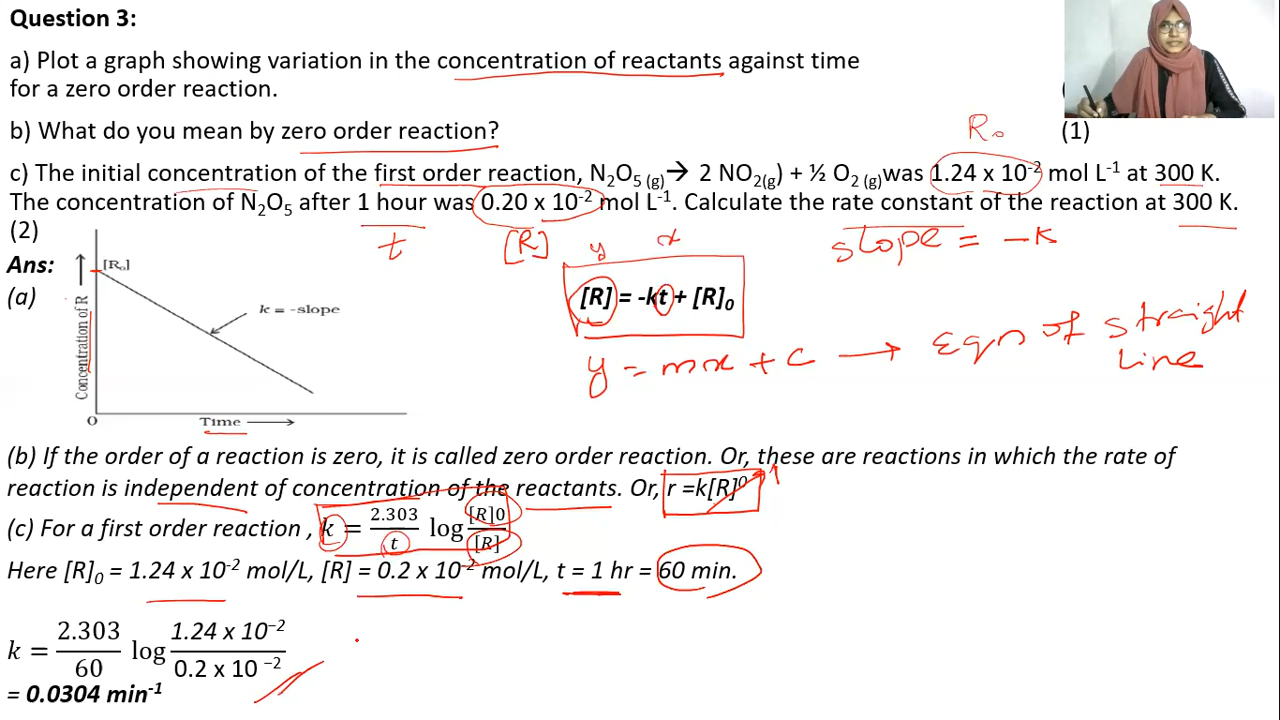 Question 3:
a) Plot a graph showing variation in the concentration of reactants against time
for a zero order reaction.
b) What do you mean by zero order reaction? (1)
R₀
c) The initial concentration of the first order reaction, N₂O₅ (g)→ 2 NO₂(g) + ½ O₂ (g)was 1.24 x 10⁻² mol L⁻¹ at 300 K.
The concentration of N₂O₅ after 1 hour was 0.20 x 10⁻² mol L⁻¹. Calculate the rate constant of the reaction at 300 K.
(2)
t [R] y x slope = -k
Ans:
(a)
[R₀]
Concentration of R
k = -slope
O
Time
[R] = -kt + [R]₀
y = mx + c → Eqn of straight
line
(b) If the order of a reaction is zero, it is called zero order reaction. Or, these are reactions in which the rate of
reaction is independent of concentration of the reactants. Or, r =k[R]⁰ 1
(c) For a first order reaction , k = 2.303/t log [R]0/[R]
Here [R]₀ = 1.24 x 10⁻² mol/L, [R] = 0.2 x 10⁻² mol/L, t = 1 hr = 60 min.
k = 2.303/60 log 1.24 x 10⁻²/0.2 x 10 ⁻²
= 0.0304 min⁻¹